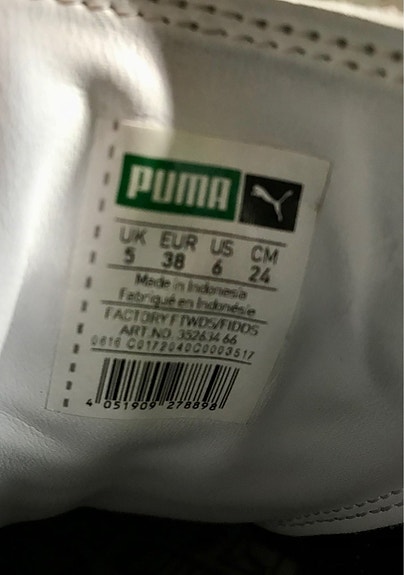 PUMA
UK EUR US CM
5 38 6 24
Made in Indonesia
Fabriqué en Indonésie
FACTORY FTWDS/FIDDS
ART.NO. 352634 66
0616 C0172040C0003517
4 051909 278898